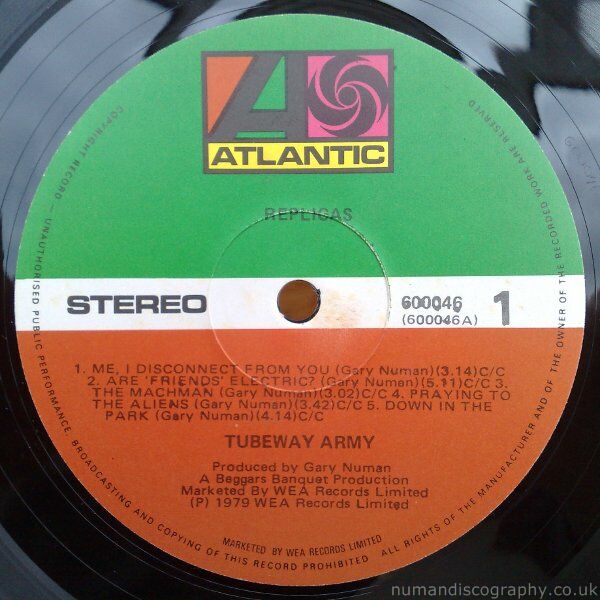 ATLANTIC
REPLICAS
STEREO
600046
(600046A)
1
1. ME, I DISCONNECT FROM YOU (Gary Numan)(3.14)C/C
2. ARE 'FRIENDS' ELECTRIC? (Gary Numan)(5.11)C/C 3.
THE MACHMAN (Gary Numan)(3.02)C/C 4. PRAYING TO
THE ALIENS (Gary Numan)(3.42)C/C 5. DOWN IN THE
PARK (Gary Numan)(4.14)C/C
TUBEWAY ARMY
Produced by Gary Numan
A Beggars Banquet Production
Marketed By WEA Records Limited
(P) 1979 WEA Records Limited
MARKETED BY WEA RECORDS LIMITED
ALL RIGHTS OF THE MANUFACTURER AND OF THE OWNER OF THE RECORDED WORK ARE RESERVED
COPYRIGHT RECORD — UNAUTHORISED PUBLIC PERFORMANCE, BROADCASTING AND COPYING OF THIS RECORD PROHIBITED
numandiscography.co.uk